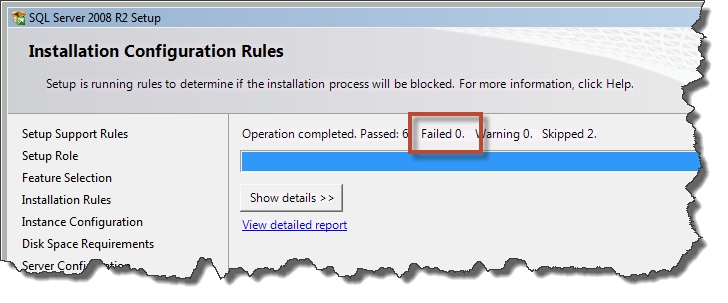 SQL Server 2008 R2 Setup
Installation Configuration Rules
Setup is running rules to determine if the installation process will be blocked. For more information, click Help.
Setup Support Rules
Setup Role
Feature Selection
Installation Rules
Instance Configuration
Disk Space Requirements
Server Configuration
Operation completed. Passed: 6 Failed 0. Warning 0. Skipped 2.
Show details >>
View detailed report